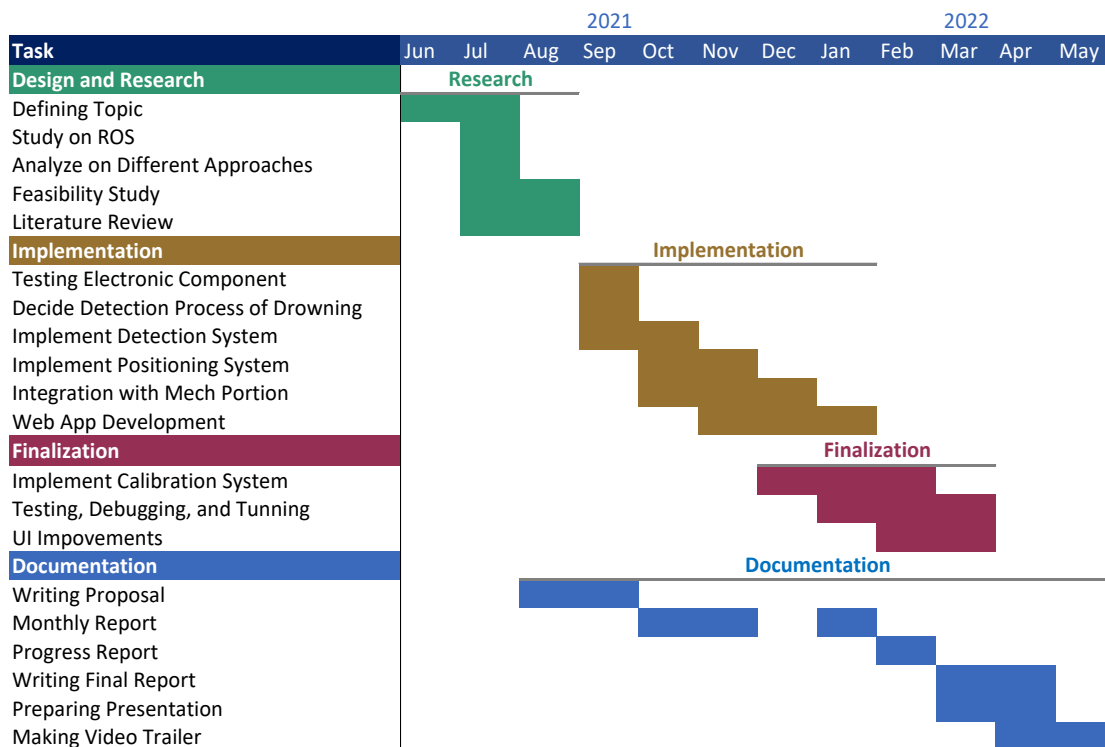 2021 2022
Task Jun Jul Aug Sep Oct Nov Dec Jan Feb Mar Apr May
Design and Research Research
Defining Topic
Study on ROS
Analyze on Different Approaches
Feasibility Study
Literature Review
Implementation Implementation
Testing Electronic Component
Decide Detection Process of Drowning
Implement Detection System
Implement Positioning System
Integration with Mech Portion
Web App Development
Finalization Finalization
Implement Calibration System
Testing, Debugging, and Tunning
UI Impovements
Documentation Documentation
Writing Proposal
Monthly Report
Progress Report
Writing Final Report
Preparing Presentation
Making Video Trailer